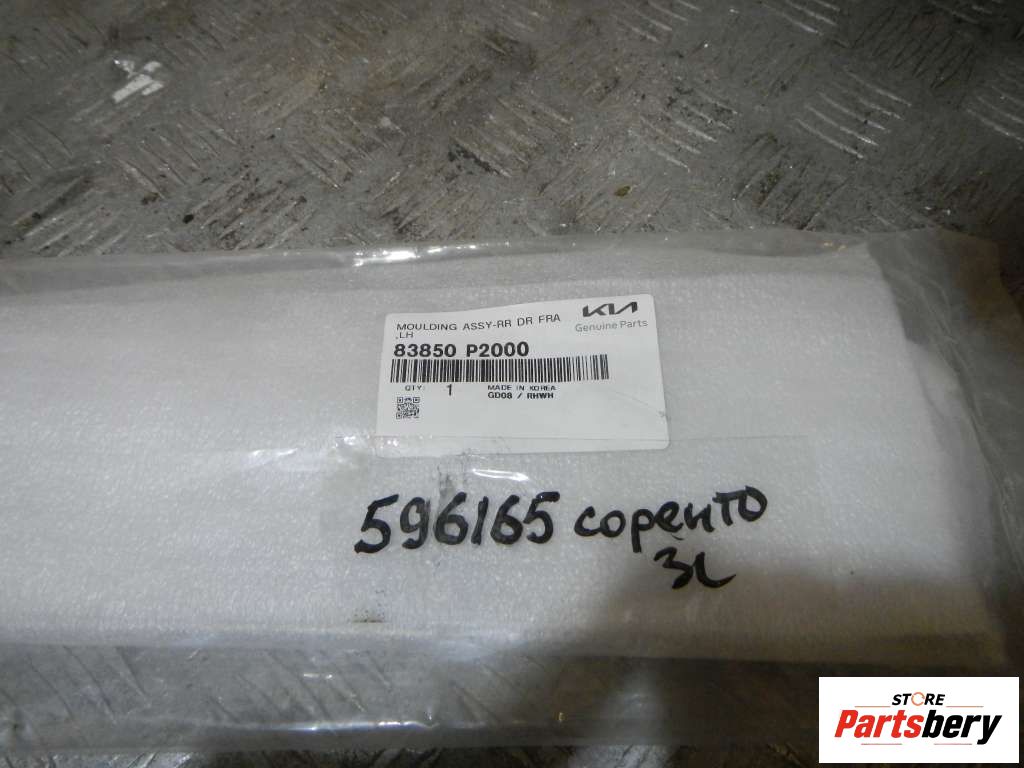 KIA
Genuine Parts
MOULDING ASSY-RR DR FRA
,LH
83850 P2000
QTY: 1 MADE IN KOREA
GD08 / RHWH
596165 соренто
ЗL
STORE
Partsbery